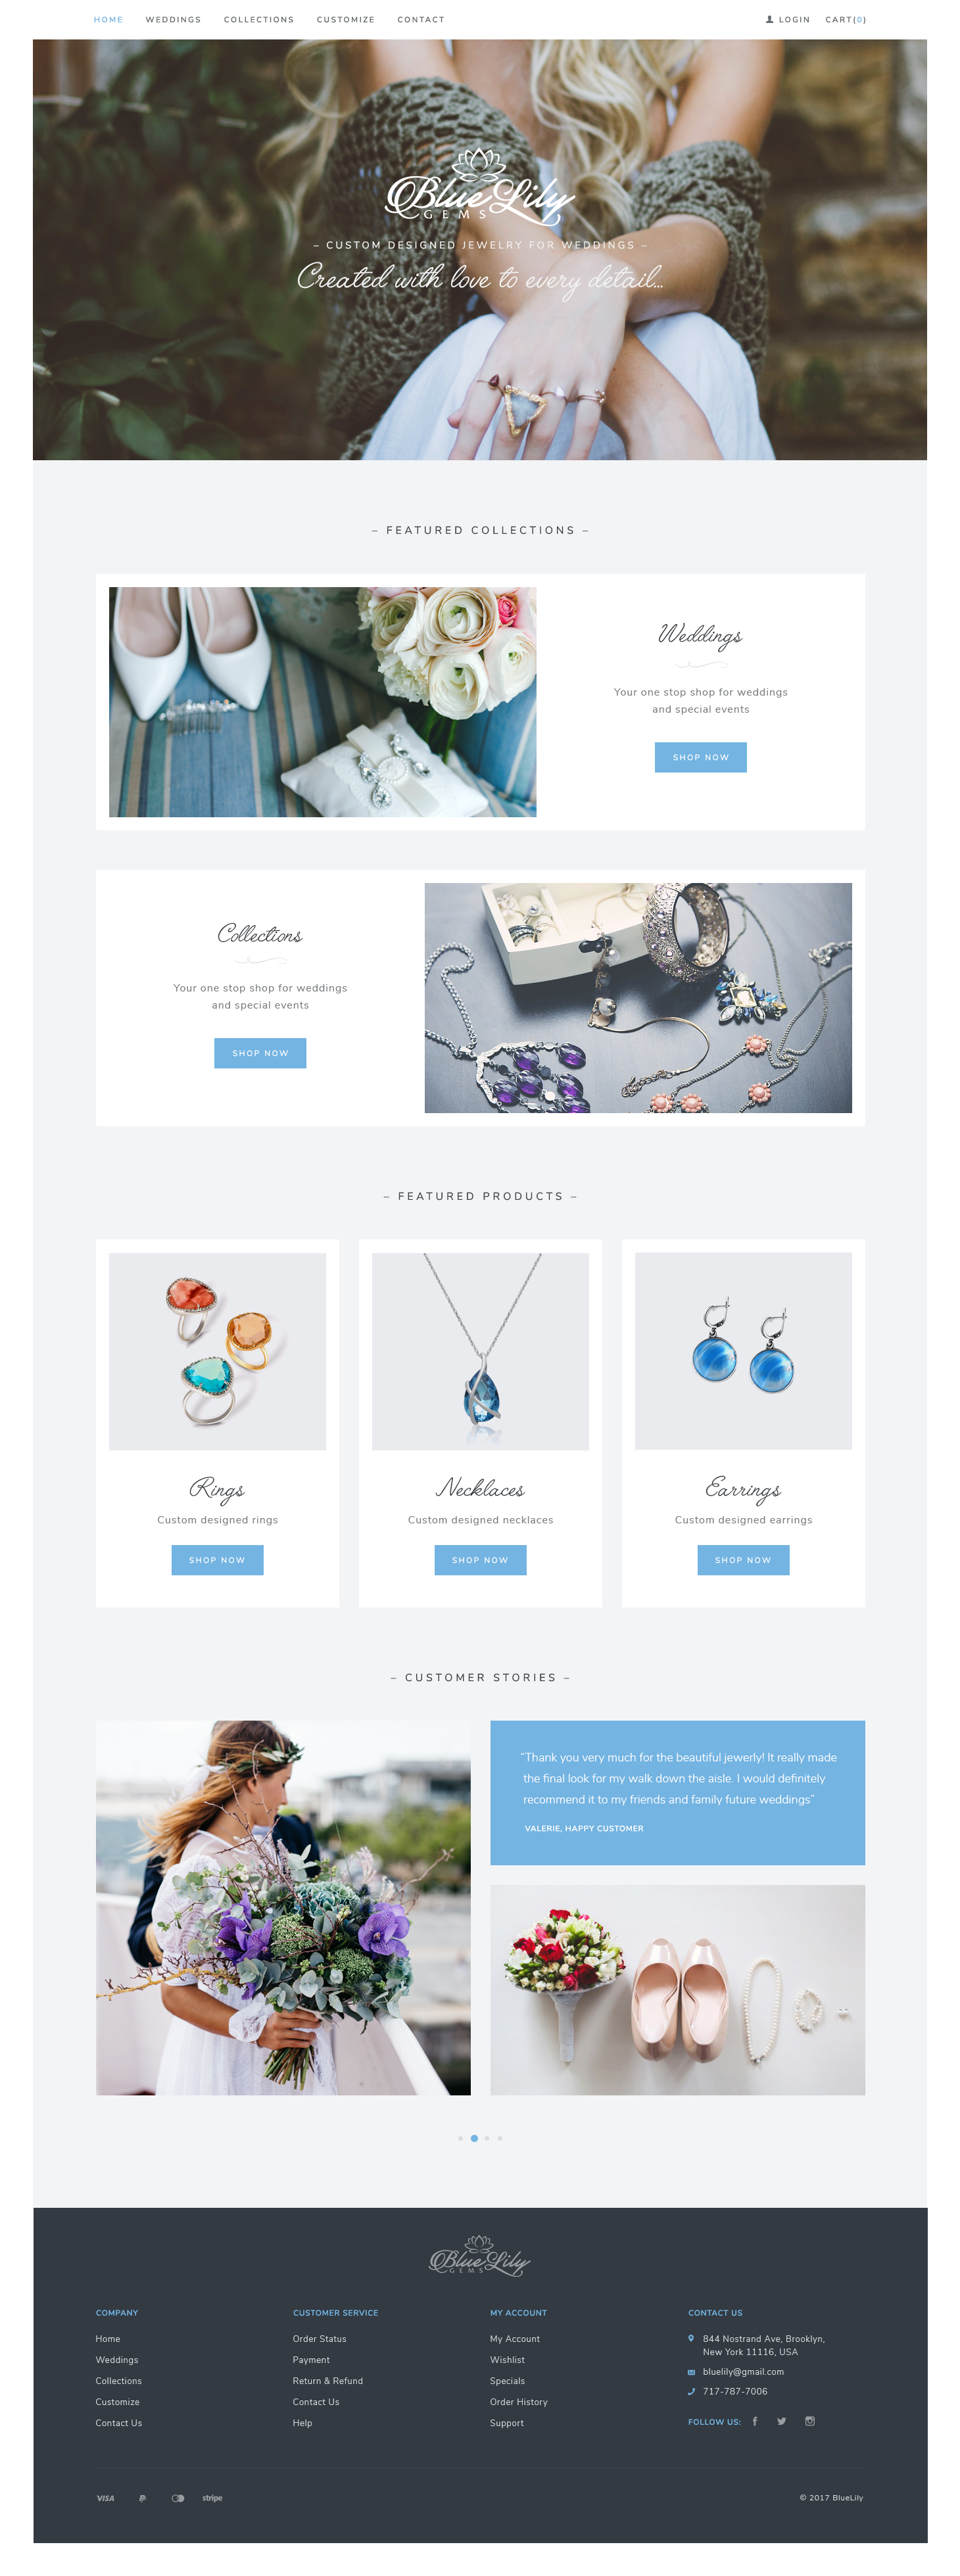 HOME WEDDINGS COLLECTIONS CUSTOMIZE CONTACT LOGIN CART(0)
Blue Lily
GEMS
– CUSTOM DESIGNED JEWELRY FOR WEDDINGS –
Created with love to every detail...
– FEATURED COLLECTIONS –
Weddings
Your one stop shop for weddings
and special events
SHOP NOW
Collections
Your one stop shop for weddings
and special events
SHOP NOW
– FEATURED PRODUCTS –
Rings
Custom designed rings
SHOP NOW
Necklaces
Custom designed necklaces
SHOP NOW
Earrings
Custom designed earrings
SHOP NOW
– CUSTOMER STORIES –
“Thank you very much for the beautiful jewerly! It really made
the final look for my walk down the aisle. I would definitely
recommend it to my friends and family future weddings”
VALERIE, HAPPY CUSTOMER
Blue Lily
GEMS
COMPANY
Home
Weddings
Collections
Customize
Contact Us
CUSTOMER SERVICE
Order Status
Payment
Return & Refund
Contact Us
Help
MY ACCOUNT
My Account
Wishlist
Specials
Order History
Support
CONTACT US
844 Nostrand Ave, Brooklyn,
New York 11116, USA
bluelily@gmail.com
717-787-7006
FOLLOW US:
VISA stripe
© 2017 BlueLily